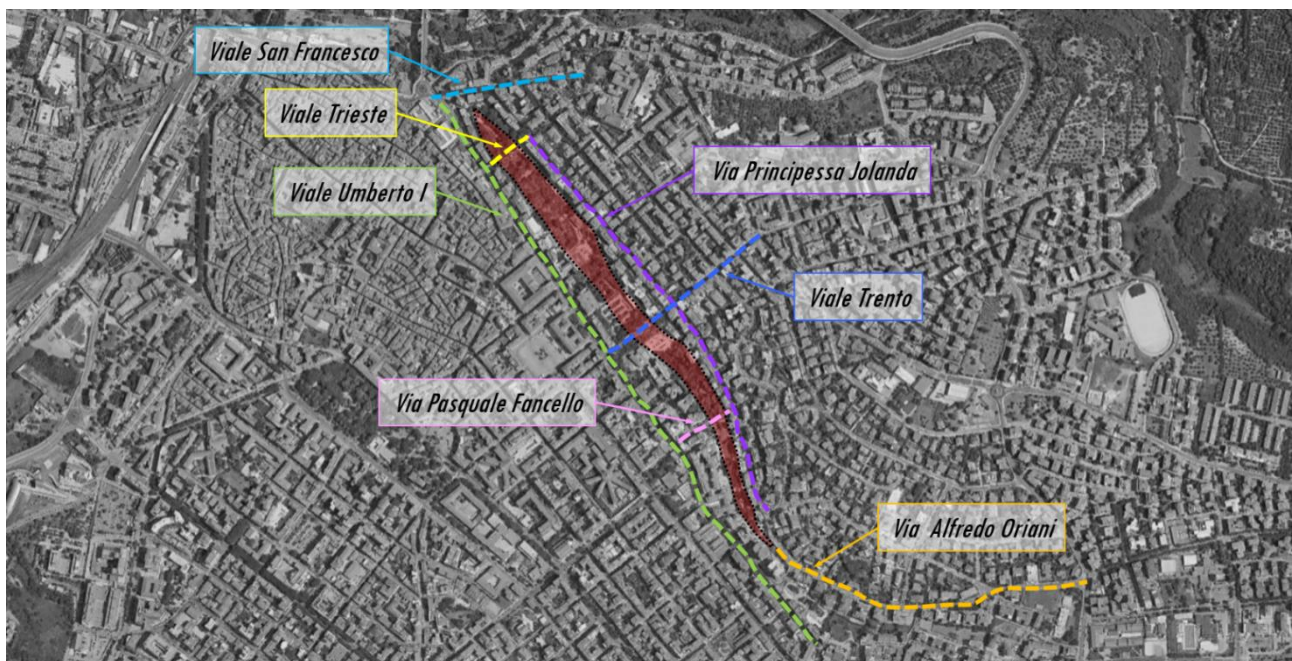 Viale San Francesco
Viale Trieste
Viale Umberto I
Via Principessa Jolanda
Viale Trento
Via Pasquale Fancello
Via Alfredo Oriani